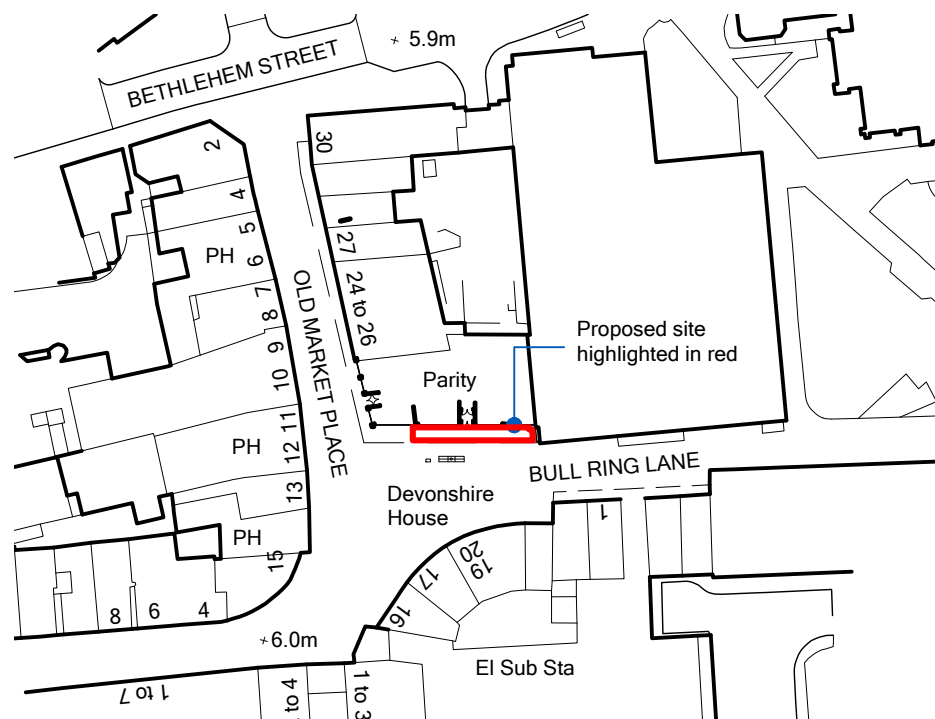 5.9m
BETHLEHEM STREET
2
30
4
5
PH
6
27
7
8
24 to 26
OLD MARKET PLACE
9
10
Proposed site
highlighted in red
Parity
11
PH
12
13
BULL RING LANE
Devonshire
House
1
PH
15
20
19
17
16
8
6
4
6.0m
El Sub Sta
1 to 7
to 4
1 to 3